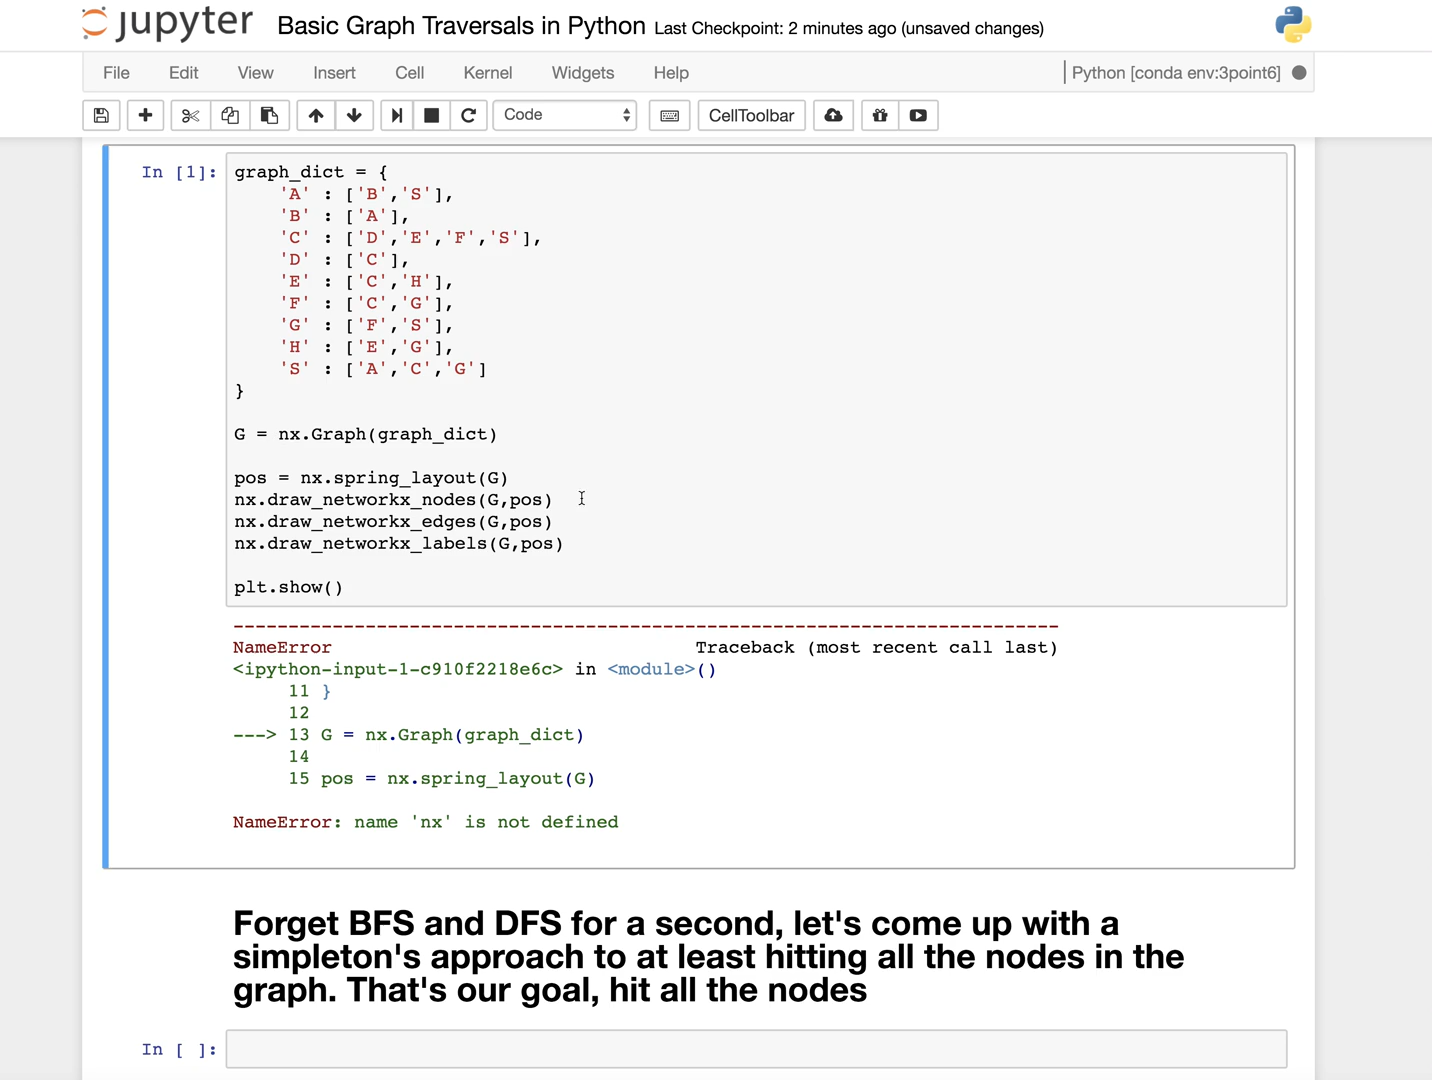 jupyter Basic Graph Traversals in Python Last Checkpoint: 2 minutes ago (unsaved changes)
File Edit View Insert Cell Kernel Widgets Help Python [conda env:3point6]
Code CellToolbar
In [1]: graph_dict = {
'A' : ['B','S'],
'B' : ['A'],
'C' : ['D','E','F','S'],
'D' : ['C'],
'E' : ['C','H'],
'F' : ['C','G'],
'G' : ['F','S'],
'H' : ['E','G'],
'S' : ['A','C','G']
}
G = nx.Graph(graph_dict)
pos = nx.spring_layout(G)
nx.draw_networkx_nodes(G,pos)
nx.draw_networkx_edges(G,pos)
nx.draw_networkx_labels(G,pos)
plt.show()
---------------------------------------------------------------------------
NameError Traceback (most recent call last)
<ipython-input-1-c910f2218e6c> in <module>()
11 }
12
---> 13 G = nx.Graph(graph_dict)
14
15 pos = nx.spring_layout(G)
NameError: name 'nx' is not defined
Forget BFS and DFS for a second, let's come up with a
simpleton's approach to at least hitting all the nodes in the
graph. That's our goal, hit all the nodes
In [ ]: